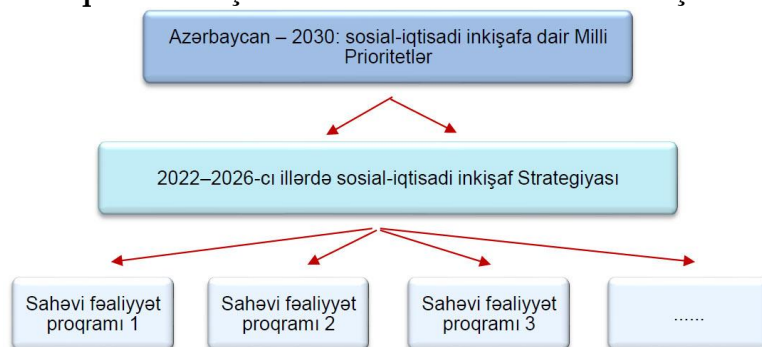 Azərbaycan – 2030: sosial-iqtisadi inkişafa dair Milli
Prioritetlər
2022–2026-cı illərdə sosial-iqtisadi inkişaf Strategiyası
Sahəvi fəaliyyət
proqramı 1
Sahəvi fəaliyyət
proqramı 2
Sahəvi fəaliyyət
proqramı 3
......